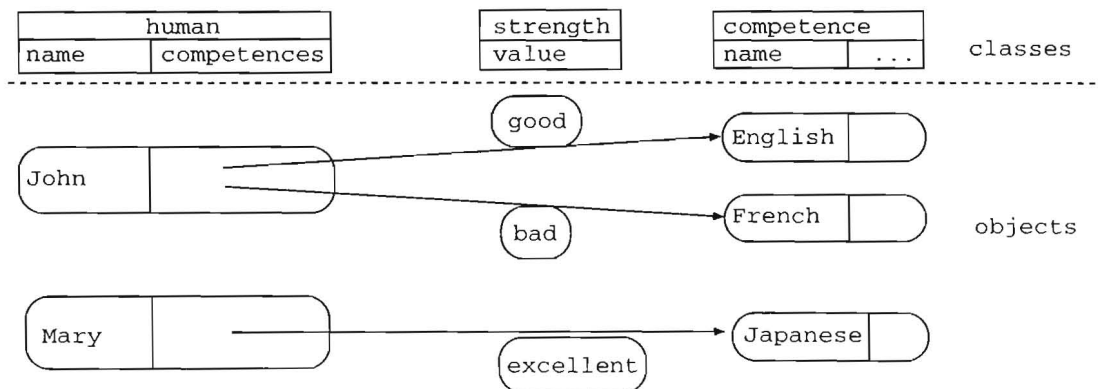 human strength competence
name competences value name ... classes
good
English
John
French
bad objects
Mary Japanese
excellent